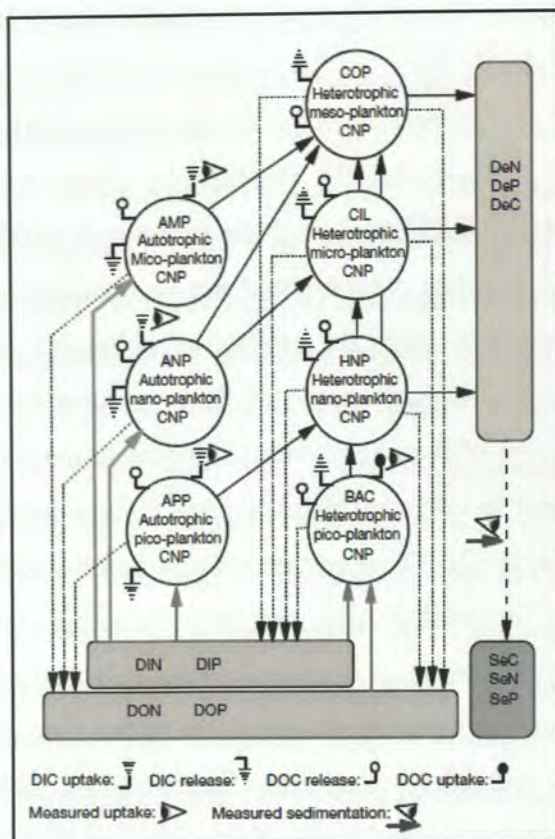 COP
Heterotrophic
meso-plankton
CNP
DeN
DeP
DeC
AMP
Autotrophic
Mico-plankton
CNP
CIL
Heterotrophic
micro-plankton
CNP
ANP
Autotrophic
nano-plankton
CNP
HNP
Heterotrophic
nano-plankton
CNP
APP
Autotrophic
pico-plankton
CNP
BAC
Heterotrophic
pico-plankton
CNP
DIN DIP
DON DOP
SeC
SeN
SeP
DIC uptake: DIC release: DOC release: DOC uptake:
Measured uptake: Measured sedimentation: